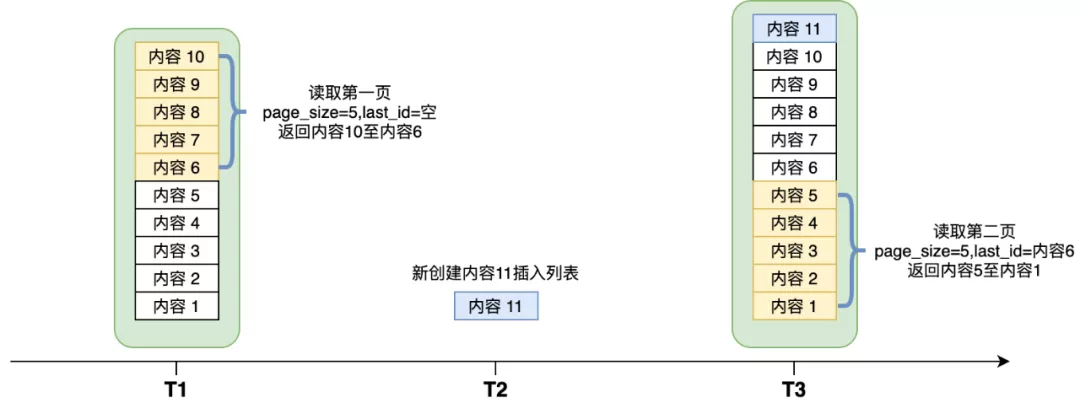 内容 10
内容 9
内容 8
内容 7
内容 6
内容 5
内容 4
内容 3
内容 2
内容 1
读取第一页
page_size=5,last_id=空
返回内容10至内容6
新创建内容11插入列表
内容 11
内容 11
内容 10
内容 9
内容 8
内容 7
内容 6
内容 5
内容 4
内容 3
内容 2
内容 1
读取第二页
page_size=5,last_id=内容6
返回内容5至内容1
T1
T2
T3